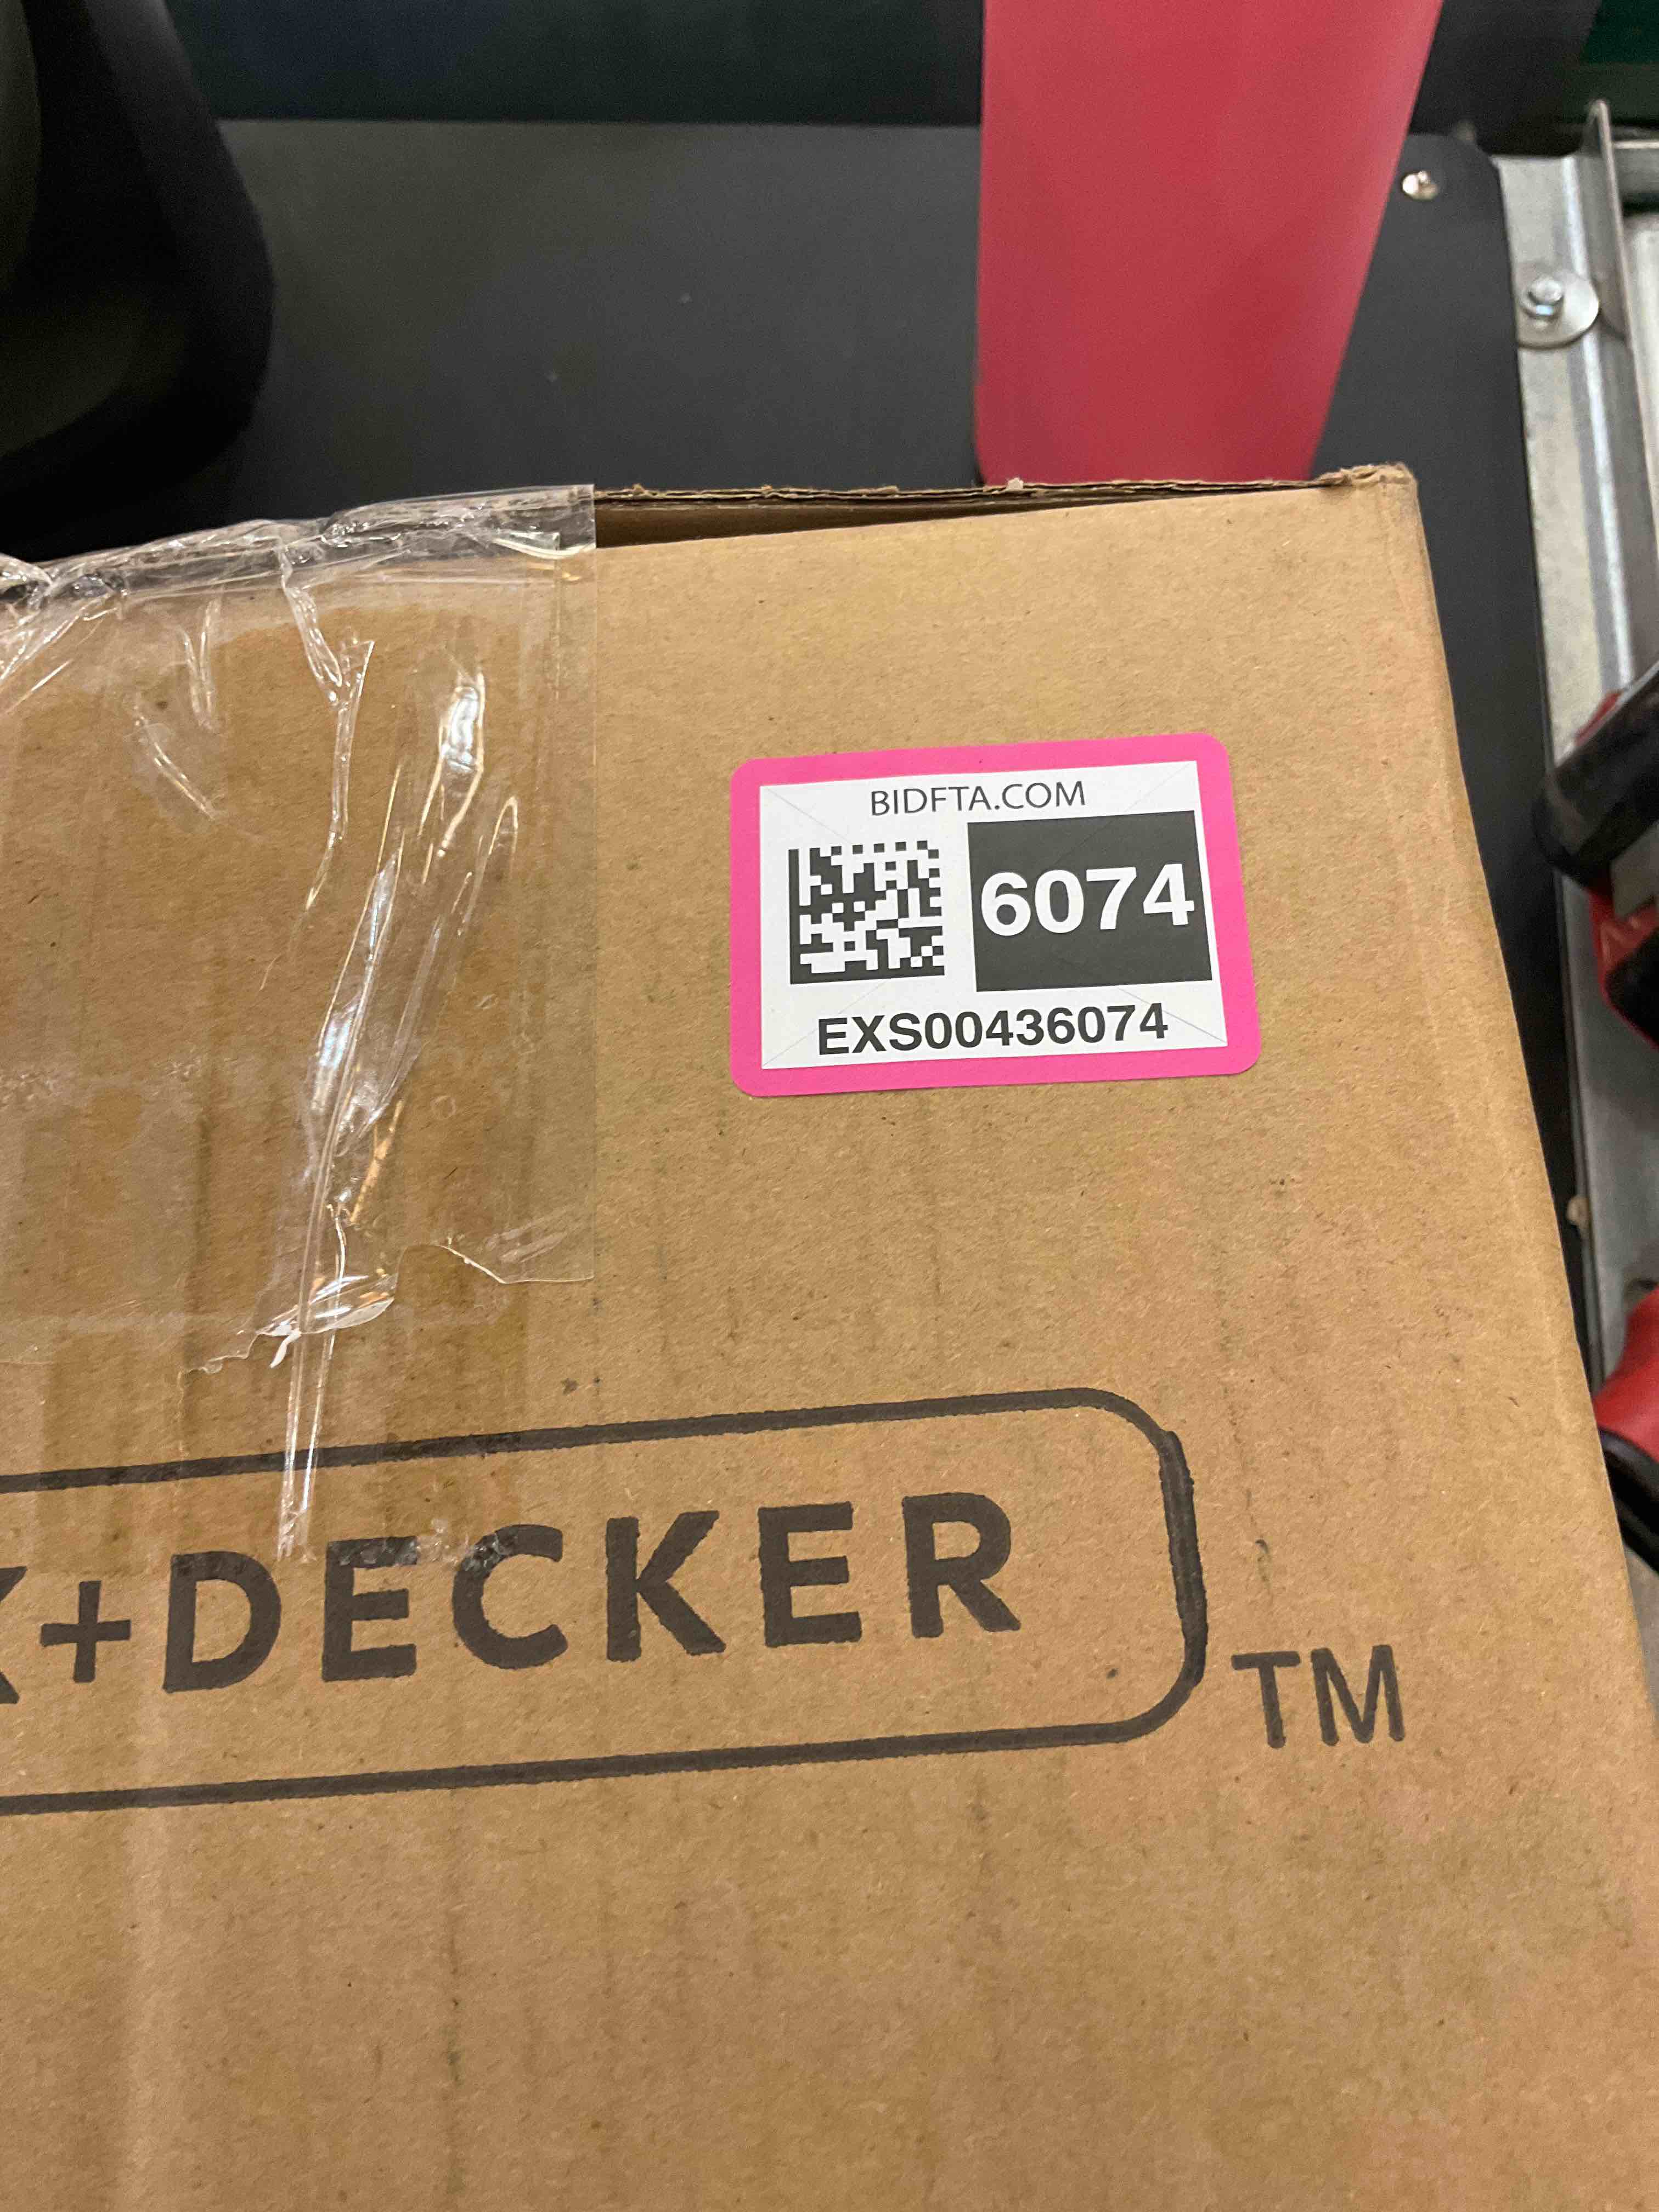 BIDFTA.COM
6074
EXS00436074
K+DECKER
TM